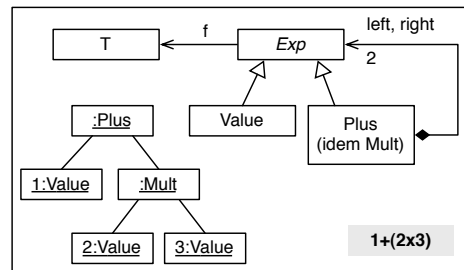 T
f
Exp
left, right
2
Value
Plus
(idem Mult)
:Plus
1:Value
:Mult
2:Value
3:Value
1+(2x3)